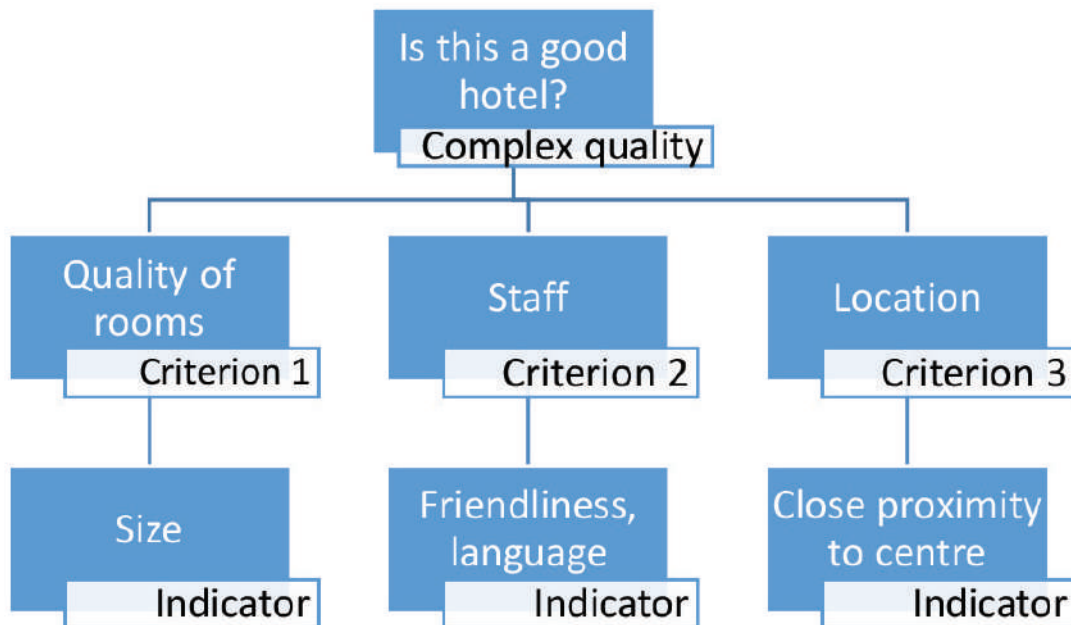 Is this a good
hotel?
Complex quality
Quality of
rooms
Criterion 1
Staff
Criterion 2
Location
Criterion 3
Size
Indicator
Friendliness,
language
Indicator
Close proximity
to centre
Indicator